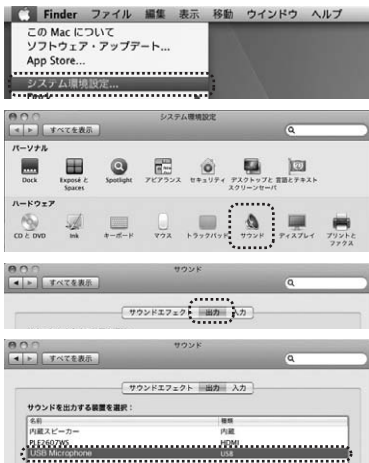 Finder ファイル 編集 表示 移動 ウインドウ ヘルプ
この Mac について
ソフトウェア・アップデート...
App Store...
システム環境設定...
システム環境設定
すべてを表示
パーソナル
Dock
Exposé と Spaces
Spotlight
アピアランス
セキュリティ
デスクトップと スクリーンセーバ
言語とテキスト
ハードウェア
CD と DVD
Ink
キーボード
マウス
トラックパッド
サウンド
ディスプレイ
プリントと ファクス
サウンド
すべてを表示
サウンドエフェクト 出力 入力
サウンド
すべてを表示
サウンドエフェクト 出力 入力
サウンドを出力する装置を選択：
名前 種類
内蔵スピーカー 内蔵
PLE2607WS HDMI
USB Microphone USB